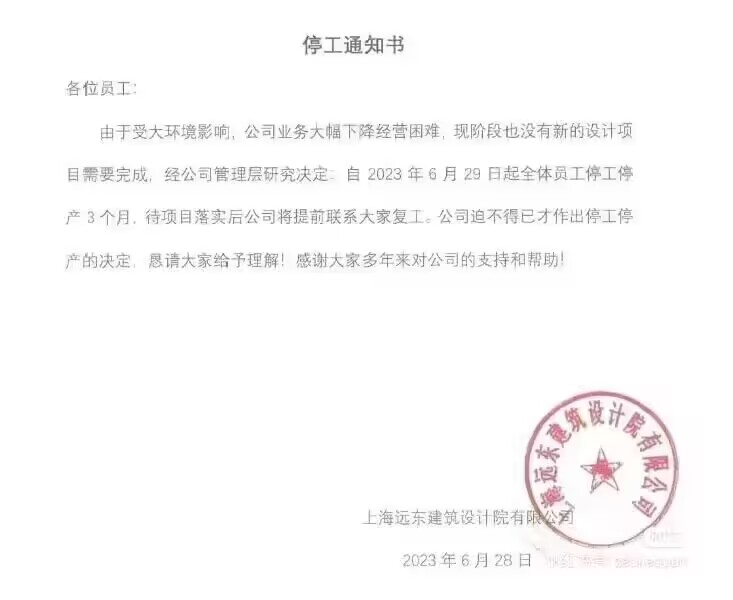 停工通知书
各位员工：
由于受大环境影响，公司业务大幅下降经营困难，现阶段也没有新的设计项
目需要完成，经公司管理层研究决定：自 2023 年 6 月 29 日起全体员工停工停
产 3 个月，待项目落实后公司将提前联系大家复工。公司迫不得已才作出停工停
产的决定，恳请大家给予理解！感谢大家多年来对公司的支持和帮助！
远东建筑设计院有限公司
上海远东建筑设计院有限公司
2023 年 6 月 28 日